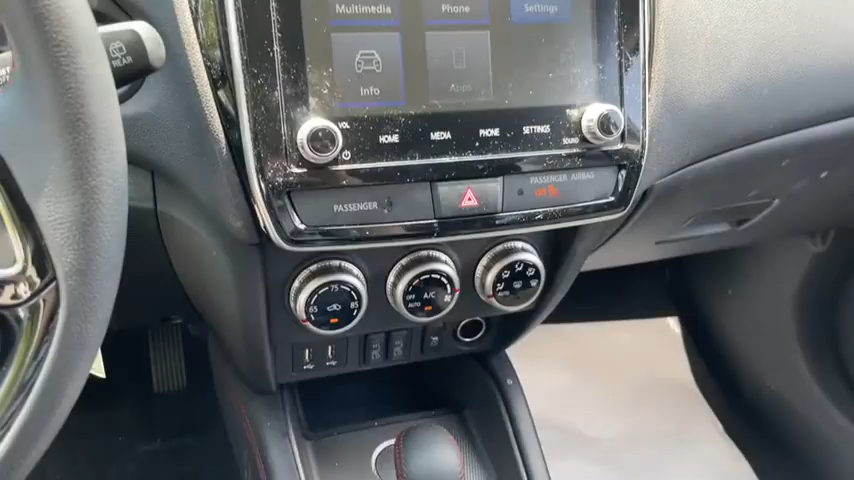 Multimedia Phone Settings
REAR
OFF
Info Apps
VOL HOME MEDIA PHONE SETTINGS SOUND
PASSENGER AIRBAG
PASSENGER
75
65 85
OFF A/C
AUTO
AUTO